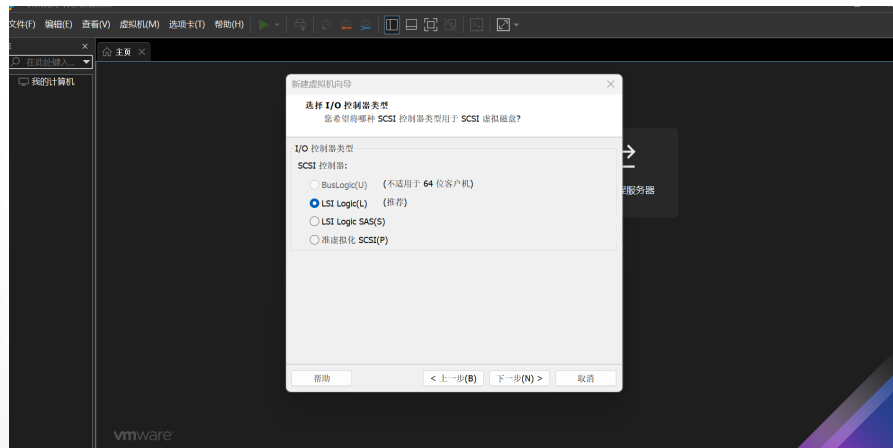 文件(F) 编辑(E) 查看(V) 虚拟机(M) 选项卡(T) 帮助(H)
在此处键入...
主页
我的计算机
新建虚拟机向导
选择 I/O 控制器类型
您希望将哪种 SCSI 控制器类型用于 SCSI 虚拟磁盘?
I/O 控制器类型
SCSI 控制器:
BusLogic(U) (不适用于 64 位客户机)
LSI Logic(L) (推荐)
LSI Logic SAS(S)
准虚拟化 SCSI(P)
程服务器
帮助 < 上一步(B) 下一步(N) > 取消
vmware